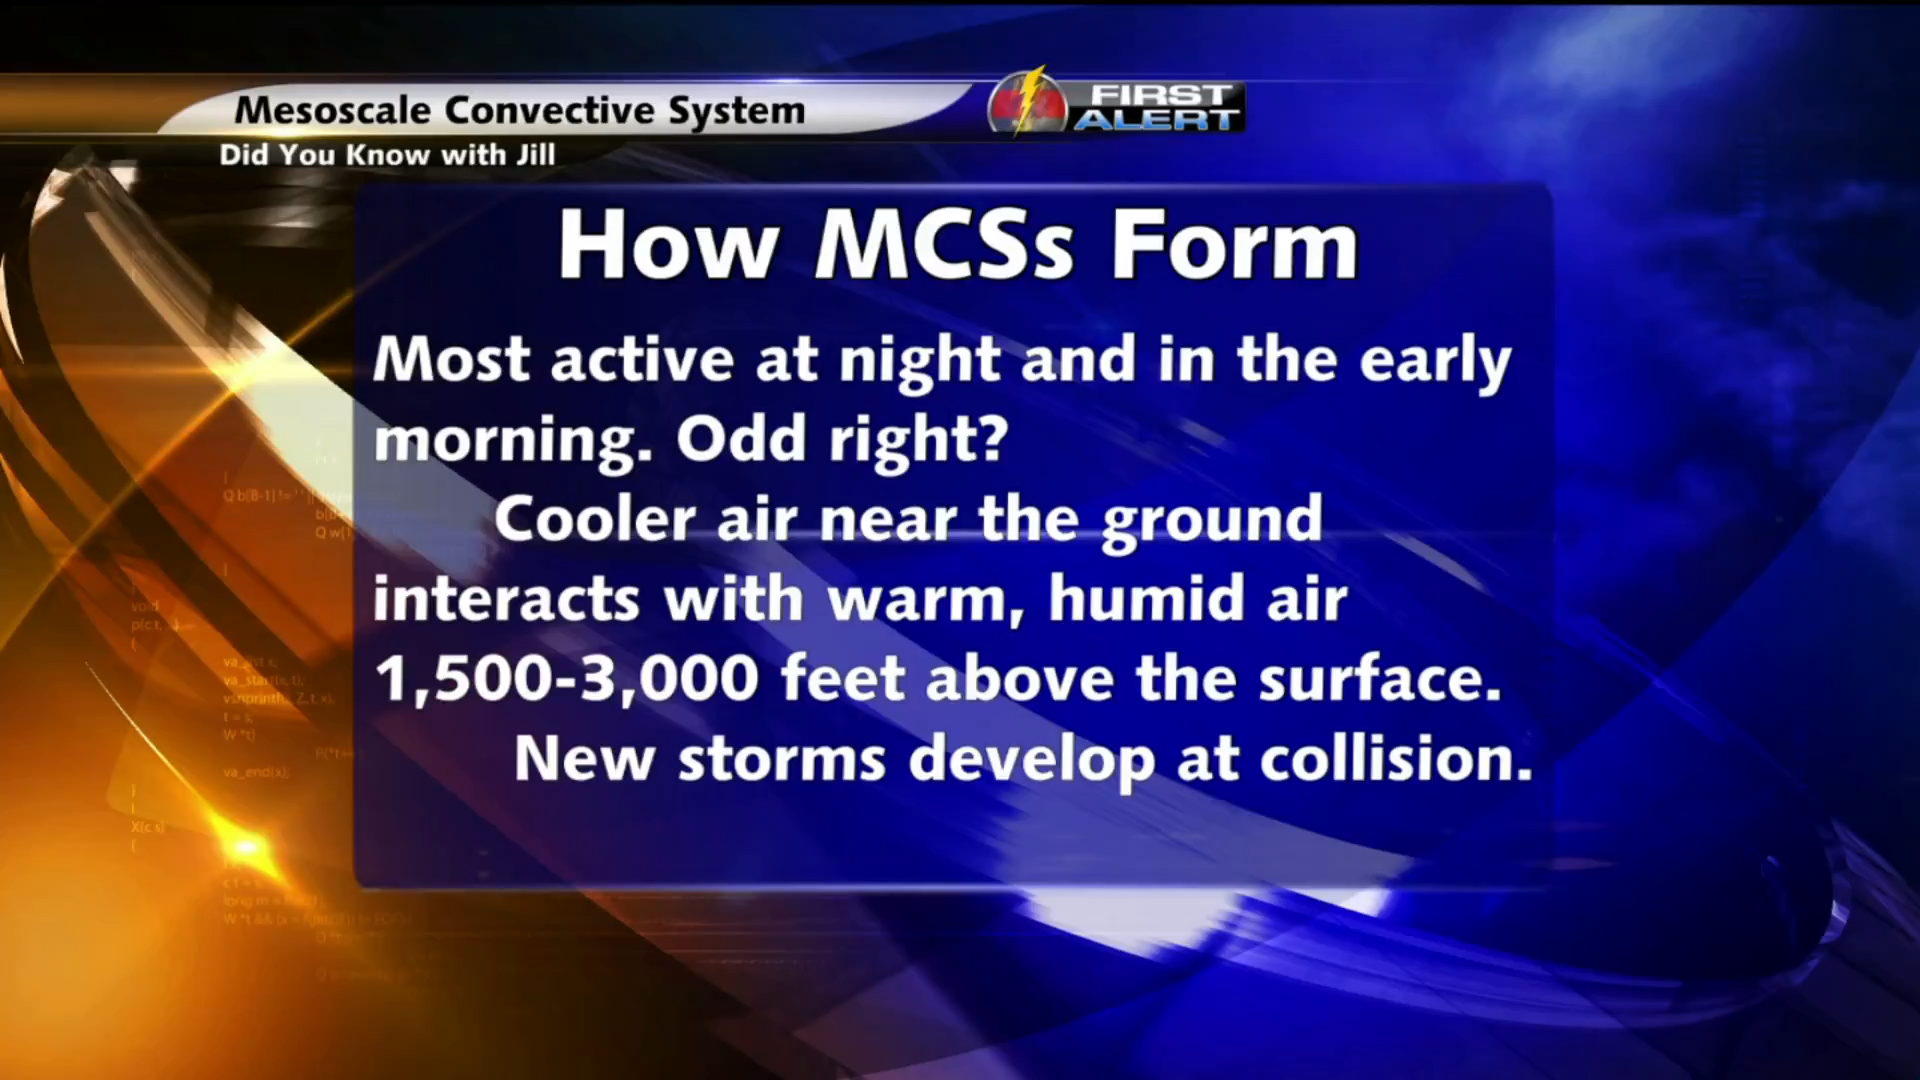 Mesoscale Convective System
FIRST
ALERT
Did You Know with Jill
How MCSs Form
Most active at night and in the early
morning. Odd right?
Cooler air near the ground
interacts with warm, humid air
1,500-3,000 feet above the surface.
New storms develop at collision.
va_end(x);